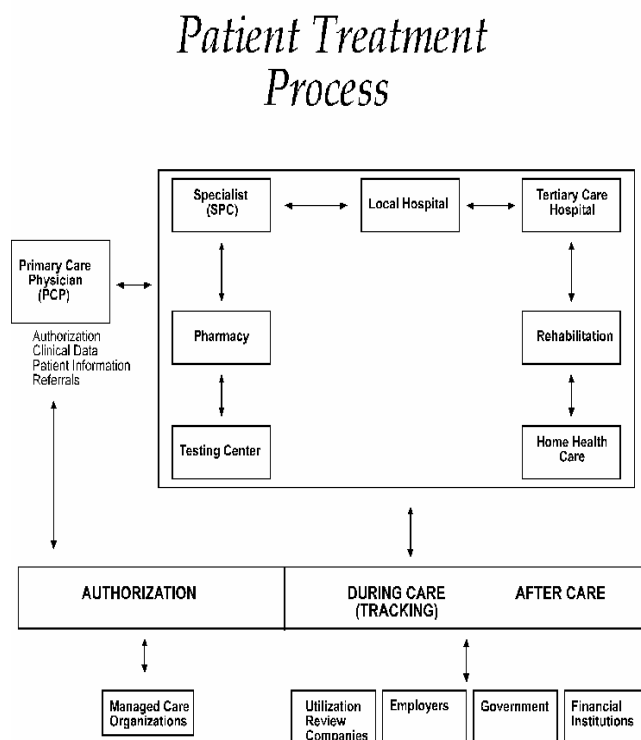 Patient Treatment
Process
Specialist
(SPC)
Local Hospital
Tertiary Care
Hospital
Primary Care
Physician
(PCP)
Authorization
Clinical Data
Patient Information
Referrals
Pharmacy
Rehabilitation
Testing Center
Home Health
Care
AUTHORIZATION
DURING CARE
(TRACKING)
AFTER CARE
Managed Care
Organizations
Utilization
Review
Companies
Employers
Government
Financial
Institutions